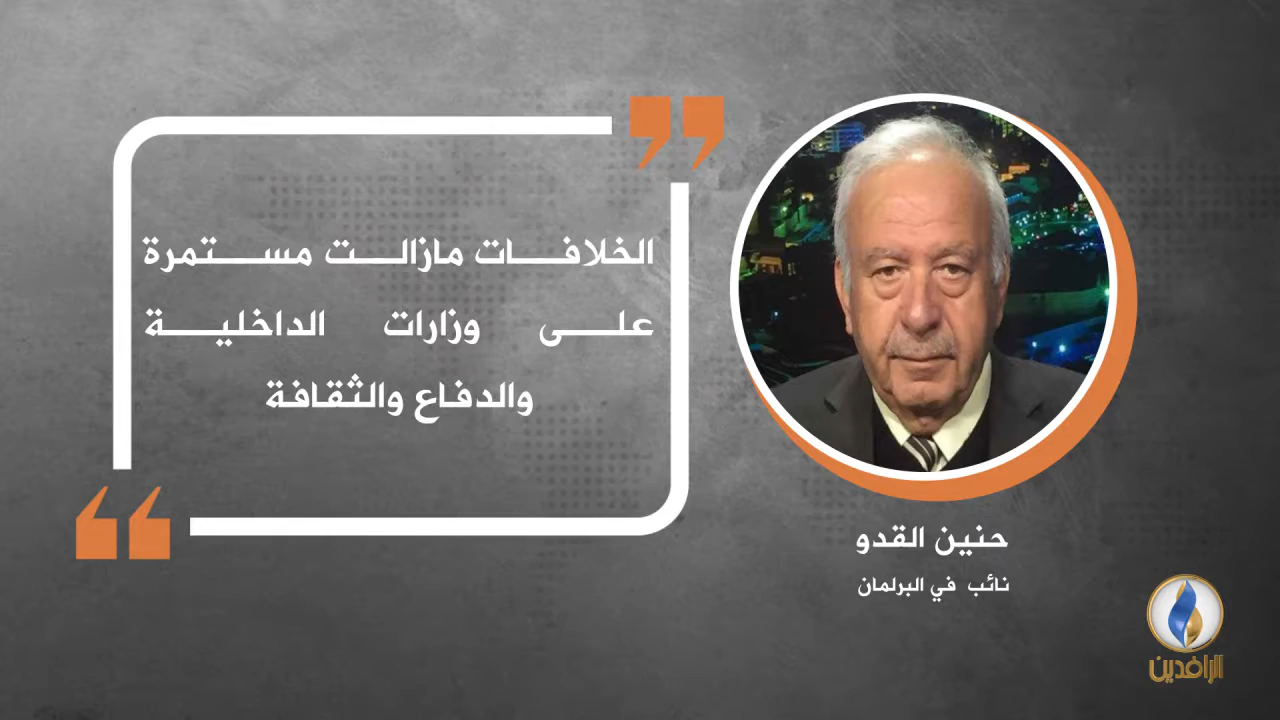 الخلافات مازالت مستمرة
على وزارات الداخلية
والدفاع والثقافة
حنين القدو
نائب في البرلمان
الرافدين